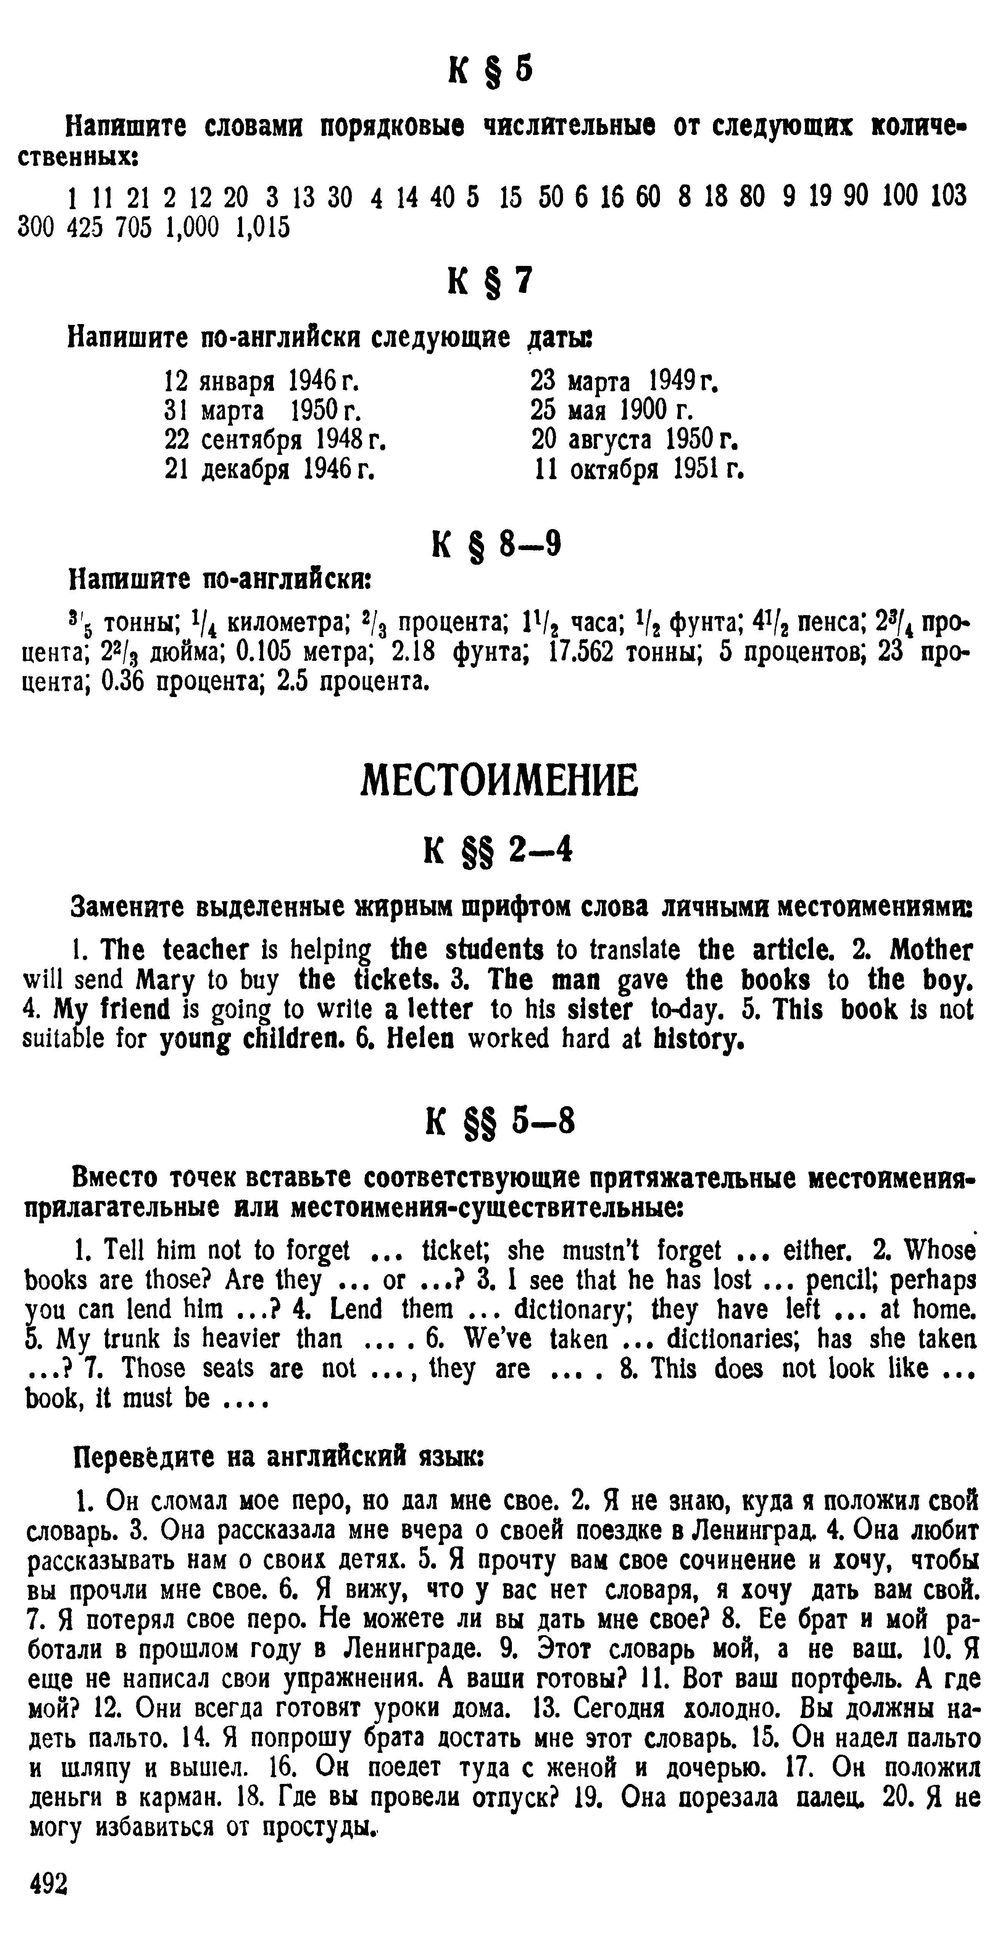 К § 5
Напишите словами порядковые числительные от следующих количе-
ственных:
1 11 21 2 12 20 3 13 30 4 14 40 5 15 50 6 16 60 8 18 80 9 19 90 100 103
300 425 705 1,000 1,015
К § 7
Напишите по-английски следующие даты:
12 января 1946 г. 23 марта 1949 г.
31 марта 1950 г. 25 мая 1900 г.
22 сентября 1948 г. 20 августа 1950 г.
21 декабря 1946 г. 11 октября 1951 г.
К § 8—9
Напишите по-английски:
3/5 тонны; 1/4 километра; 2/3 процента; 1 1/2 часа; 1/2 фунта; 4 1/2 пенса; 2 3/4 про-
цента; 2 2/3 дюйма; 0.105 метра; 2.18 фунта; 17.562 тонны; 5 процентов; 23 про-
цента; 0.36 процента; 2.5 процента.
МЕСТОИМЕНИЕ
К §§ 2—4
Замените выделенные жирным шрифтом слова личными местоимениями:
1. The teacher is helping the students to translate the article. 2. Mother
will send Mary to buy the tickets. 3. The man gave the books to the boy.
4. My friend is going to write a letter to his sister to-day. 5. This book is not
suitable for young children. 6. Helen worked hard at history.
К §§ 5—8
Вместо точек вставьте соответствующие притяжательные местоимения-
прилагательные или местоимения-существительные:
1. Tell him not to forget ... ticket; she mustn't forget ... either. 2. Whose
books are those? Are they ... or ...? 3. I see that he has lost ... pencil; perhaps
you can lend him ...? 4. Lend them ... dictionary; they have left ... at home.
5. My trunk is heavier than ... . 6. We've taken ... dictionaries; has she taken
...? 7. Those seats are not ..., they are ... . 8. This does not look like ...
book, it must be ....
Переведите на английский язык:
1. Он сломал мое перо, но дал мне свое. 2. Я не знаю, куда я положил свой
словарь. 3. Она рассказала мне вчера о своей поездке в Ленинград. 4. Она любит
рассказывать нам о своих детях. 5. Я прочту вам свое сочинение и хочу, чтобы
вы прочли мне свое. 6. Я вижу, что у вас нет словаря, я хочу дать вам свой.
7. Я потерял свое перо. Не можете ли вы дать мне свое? 8. Ее брат и мой ра-
ботали в прошлом году в Ленинграде. 9. Этот словарь мой, а не ваш. 10. Я
еще не написал свои упражнения. А ваши готовы? 11. Вот ваш портфель. А где
мой? 12. Они всегда готовят уроки дома. 13. Сегодня холодно. Вы должны на-
деть пальто. 14. Я попрошу брата достать мне этот словарь. 15. Он надел пальто
и шляпу и вышел. 16. Он поедет туда с женой и дочерью. 17. Он положил
деньги в карман. 18. Где вы провели отпуск? 19. Она порезала палец. 20. Я не
могу избавиться от простуды.
492